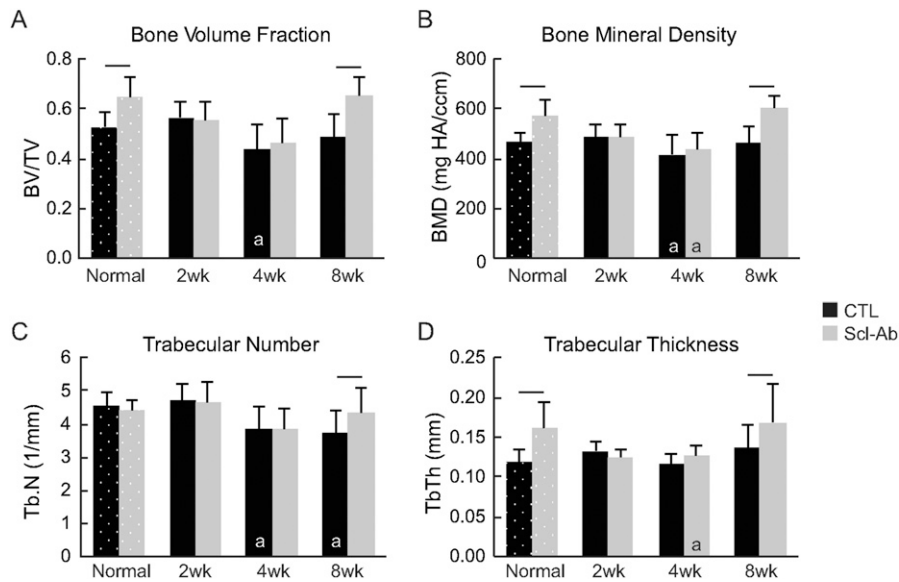 A
Bone Volume Fraction
BV/TV
0.8
0.6
0.4
0.2
0.0
a
Normal 2wk 4wk 8wk
B
Bone Mineral Density
BMD (mg HA/ccm)
800
600
400
200
0
a a
Normal 2wk 4wk 8wk
CTL
Scl-Ab
C
Trabecular Number
Tb.N (1/mm)
6
5
4
3
2
1
0
a a
Normal 2wk 4wk 8wk
D
Trabecular Thickness
TbTh (mm)
0.25
0.20
0.15
0.10
0.05
0.00
a
Normal 2wk 4wk 8wk